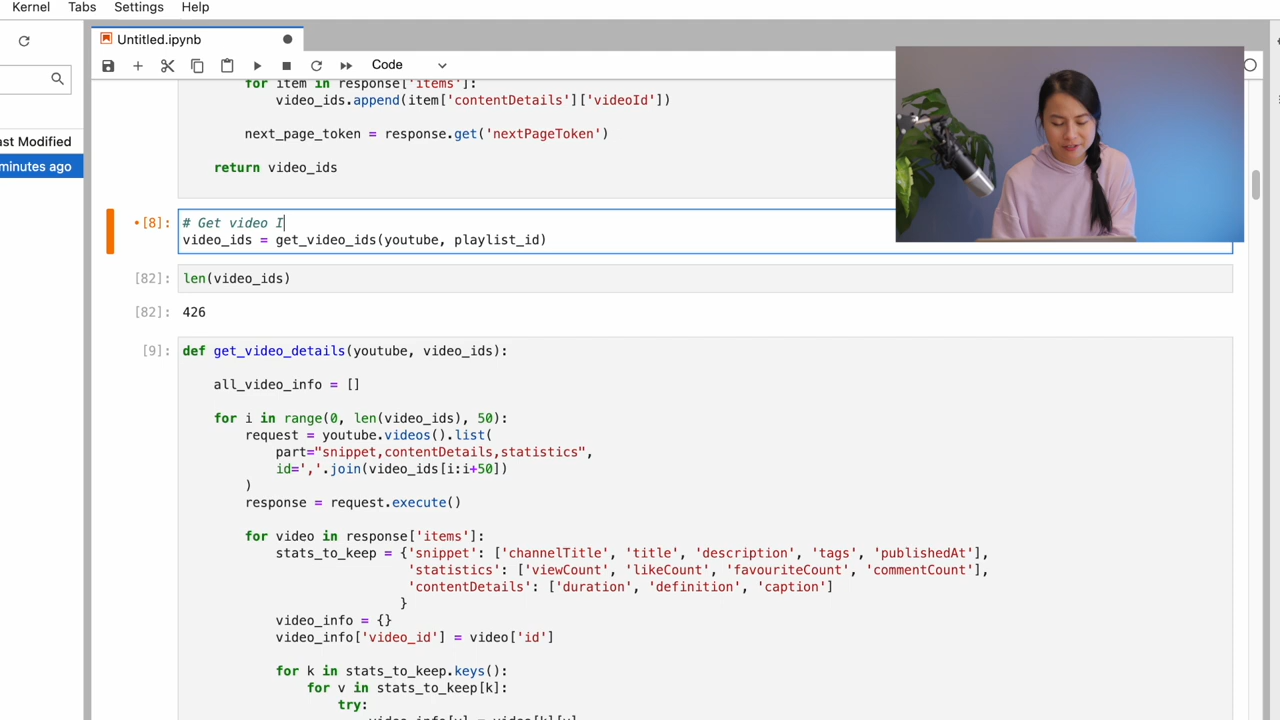 Kernel Tabs Settings Help
Untitled.ipynb
Code
ast Modified
minutes ago
for item in response['items']:
video_ids.append(item['contentDetails']['videoId'])
next_page_token = response.get('nextPageToken')
return video_ids
[8]:
# Get video I
video_ids = get_video_ids(youtube, playlist_id)
[82]: len(video_ids)
[82]: 426
[9]: def get_video_details(youtube, video_ids):
all_video_info = []
for i in range(0, len(video_ids), 50):
request = youtube.videos().list(
part="snippet,contentDetails,statistics",
id=','.join(video_ids[i:i+50])
)
response = request.execute()
for video in response['items']:
stats_to_keep = {'snippet': ['channelTitle', 'title', 'description', 'tags', 'publishedAt'],
'statistics': ['viewCount', 'likeCount', 'favouriteCount', 'commentCount'],
'contentDetails': ['duration', 'definition', 'caption']
}
video_info = {}
video_info['video_id'] = video['id']
for k in stats_to_keep.keys():
for v in stats_to_keep[k]:
try:
video_info[v] = video[k][v]